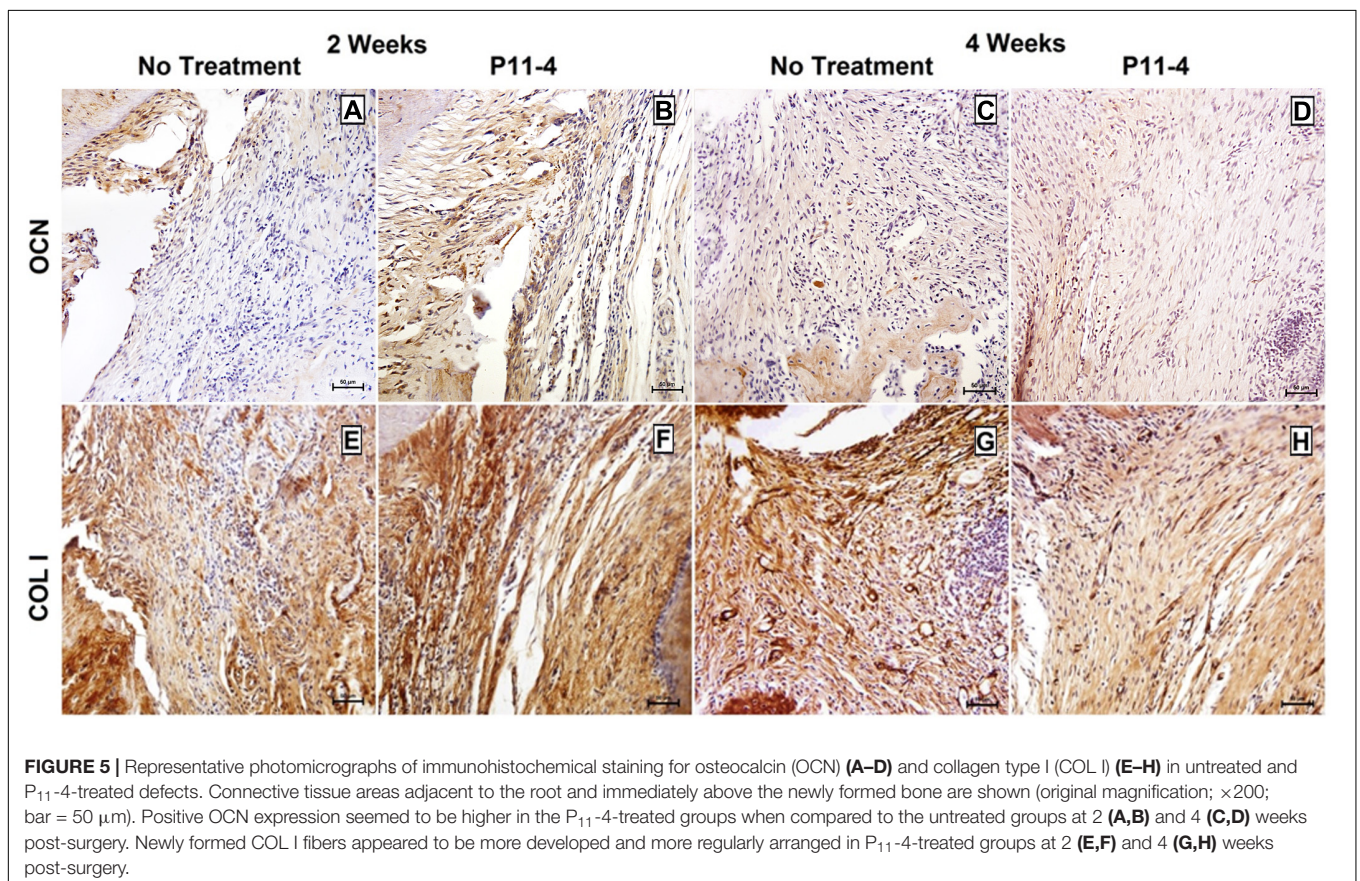 2 Weeks
4 Weeks
No Treatment
P11-4
No Treatment
P11-4
OCN
A
B
C
D
50 µm
50 µm
50 µm
50 µm
COL I
E
F
G
H
FIGURE 5 | Representative photomicrographs of immunohistochemical staining for osteocalcin (OCN) (A–D) and collagen type I (COL I) (E–H) in untreated and
P₁₁-4-treated defects. Connective tissue areas adjacent to the root and immediately above the newly formed bone are shown (original magnification; ×200;
bar = 50 μm). Positive OCN expression seemed to be higher in the P₁₁-4-treated groups when compared to the untreated groups at 2 (A,B) and 4 (C,D) weeks
post-surgery. Newly formed COL I fibers appeared to be more developed and more regularly arranged in P₁₁-4-treated groups at 2 (E,F) and 4 (G,H) weeks
post-surgery.